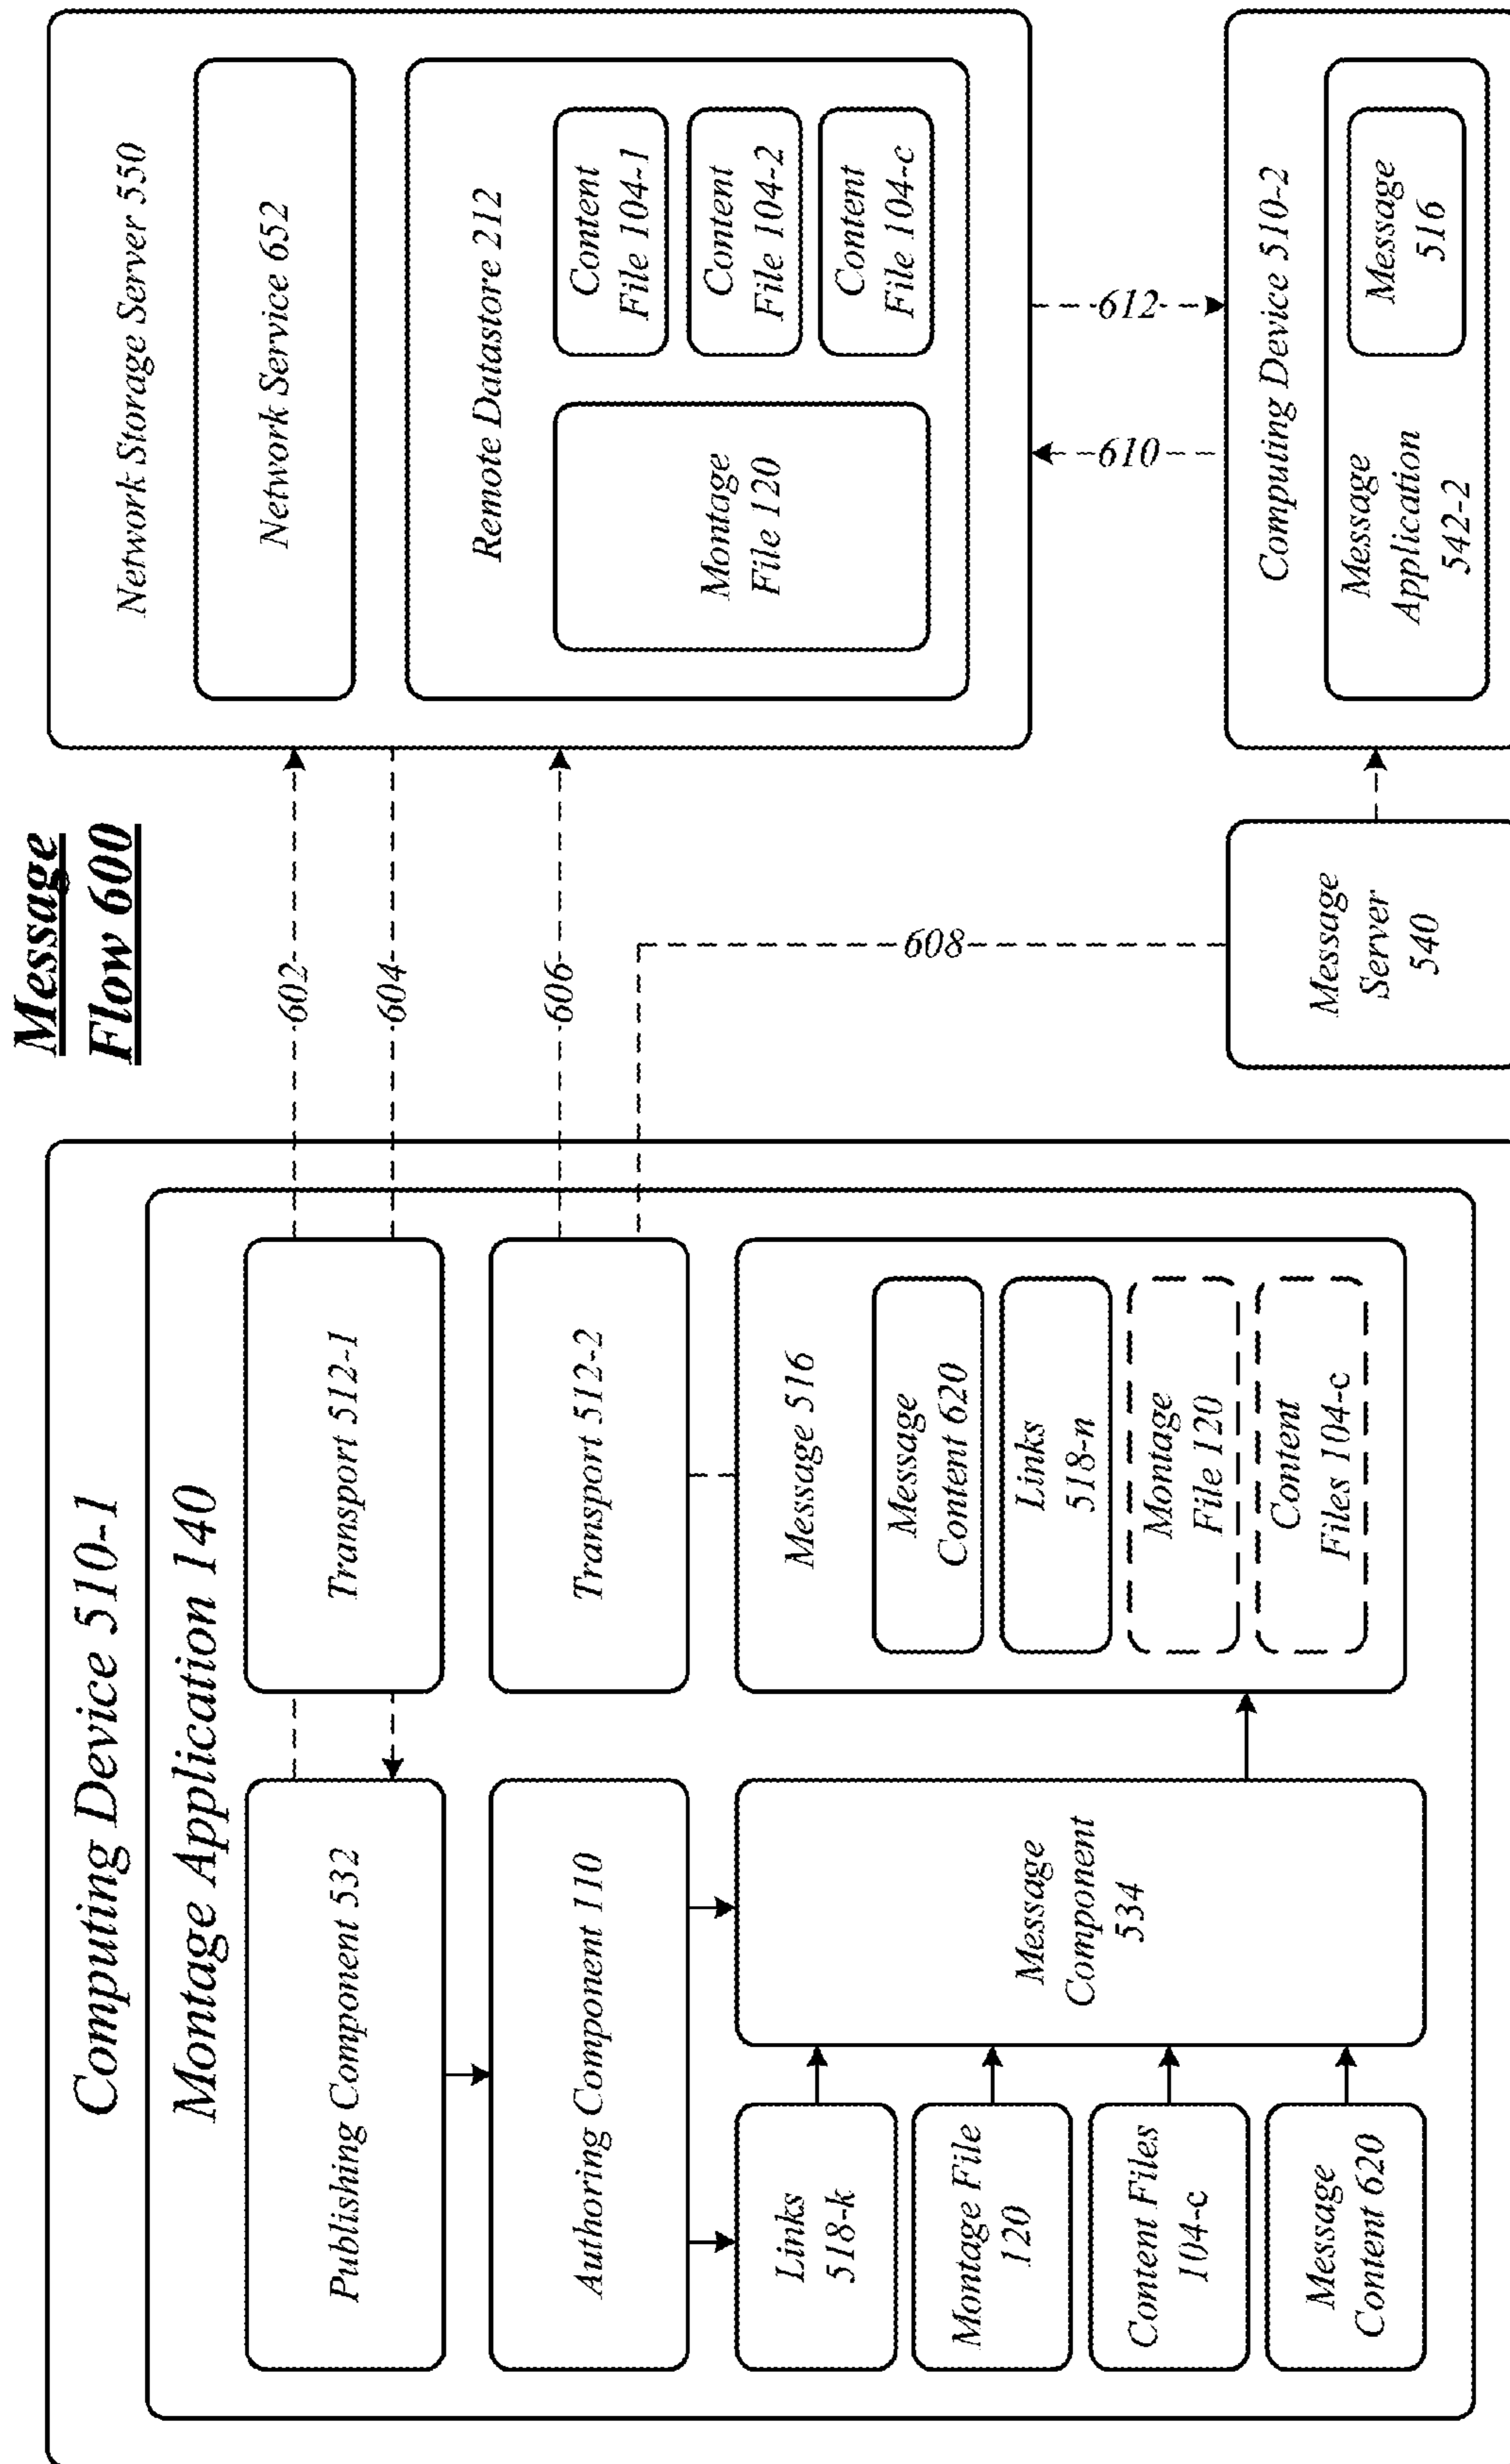 Message
Flow 600
Computing Device 510-1
Montage Application 140
Publishing Component 532
Authoring Component 110
Links
518-k
Montage File
120
Content Files
104-c
Message
Content 620
Message
Component
534
Transport 512-1
Transport 512-2
Message 516
Message
Content 620
Links
518-n
Montage
File 120
Content
Files 104-c
602
604
606
608
Message
Server
540
Network Storage Server 550
Network Service 652
Remote Datastore 212
Montage
File 120
Content
File 104-1
Content
File 104-2
Content
File 104-c
610
612
Computing Device 510-2
Message
Application
542-2
Message
516